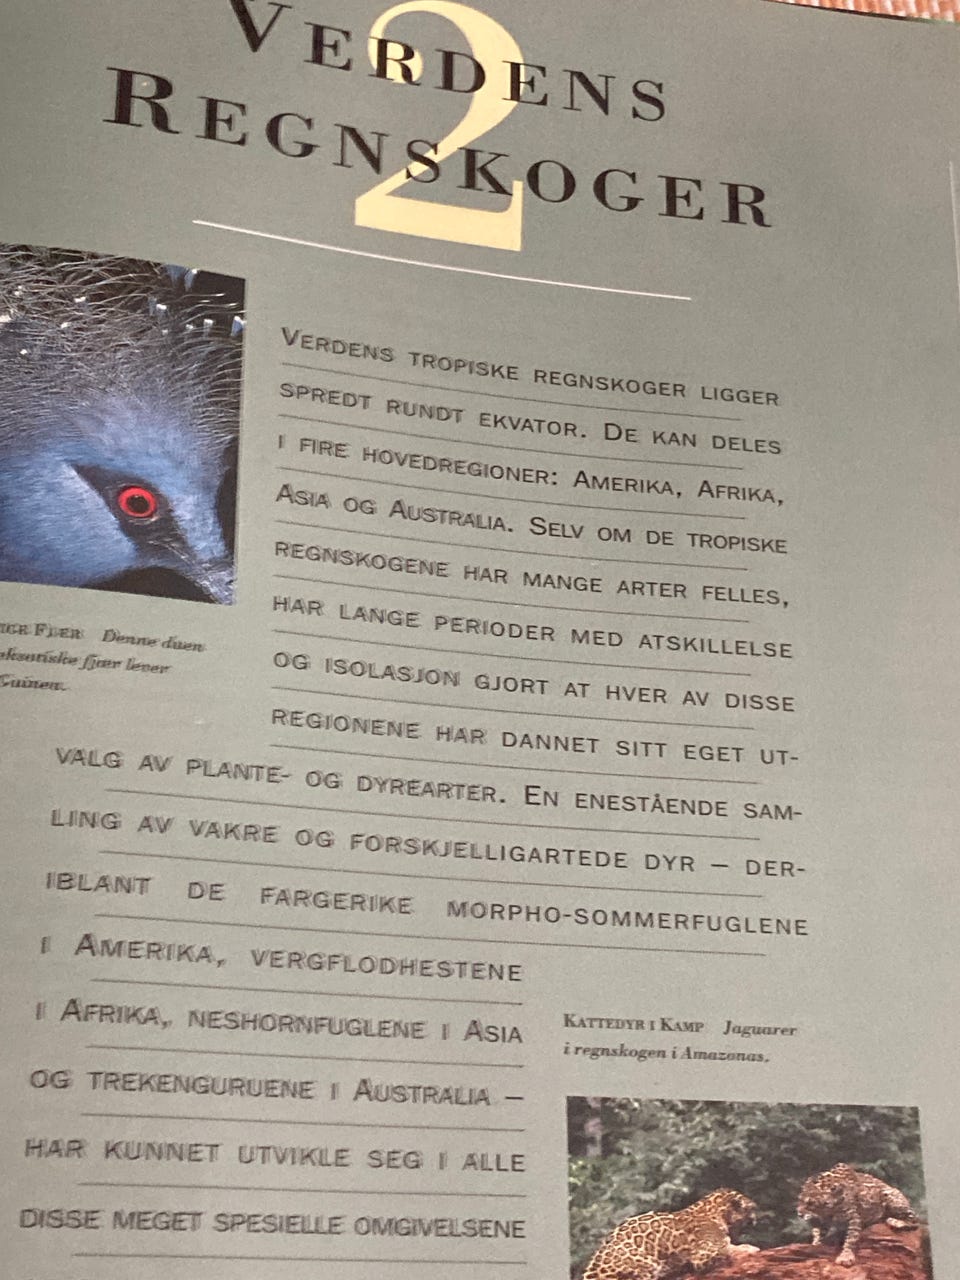 2
VERDENS
REGNSKOGER
VERDENS TROPISKE REGNSKOGER LIGGER
SPREDT RUNDT EKVATOR. DE KAN DELES
I FIRE HOVEDREGIONER: AMERIKA, AFRIKA,
ASIA OG AUSTRALIA. SELV OM DE TROPISKE
REGNSKOGENE HAR MANGE ARTER FELLES,
HAR LANGE PERIODER MED ATSKILLELSE
OG ISOLASJON GJORT AT HVER AV DISSE
REGIONENE HAR DANNET SITT EGET UT-
VALG AV PLANTE- OG DYREARTER. EN ENESTÅENDE SAM-
LING AV VAKRE OG FORSKJELLIGARTEDE DYR – DER-
IBLANT DE FARGERIKE MORPHO-SOMMERFUGLENE
I AMERIKA, VERGFLODHESTENE
I AFRIKA, NESHORNFUGLENE I ASIA
OG TREKENGURUENE I AUSTRALIA –
HAR KUNNET UTVIKLE SEG I ALLE
DISSE MEGET SPESIELLE OMGIVELSENE
FJÆR Denne duen
fjær lever
Guinea.
KATTEDYR I KAMP Jaguarer
i regnskogen i Amazonas.